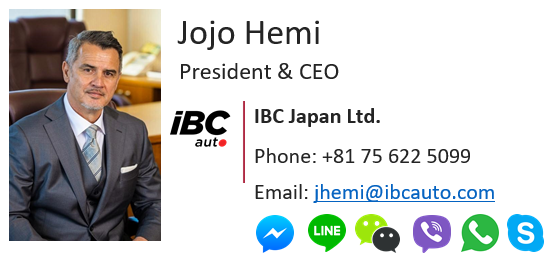 Jojo Hemi
President & CEO
iBC
auto
IBC Japan Ltd.
Phone: +81 75 622 5099
Email: jhemi@ibcauto.com
LINE